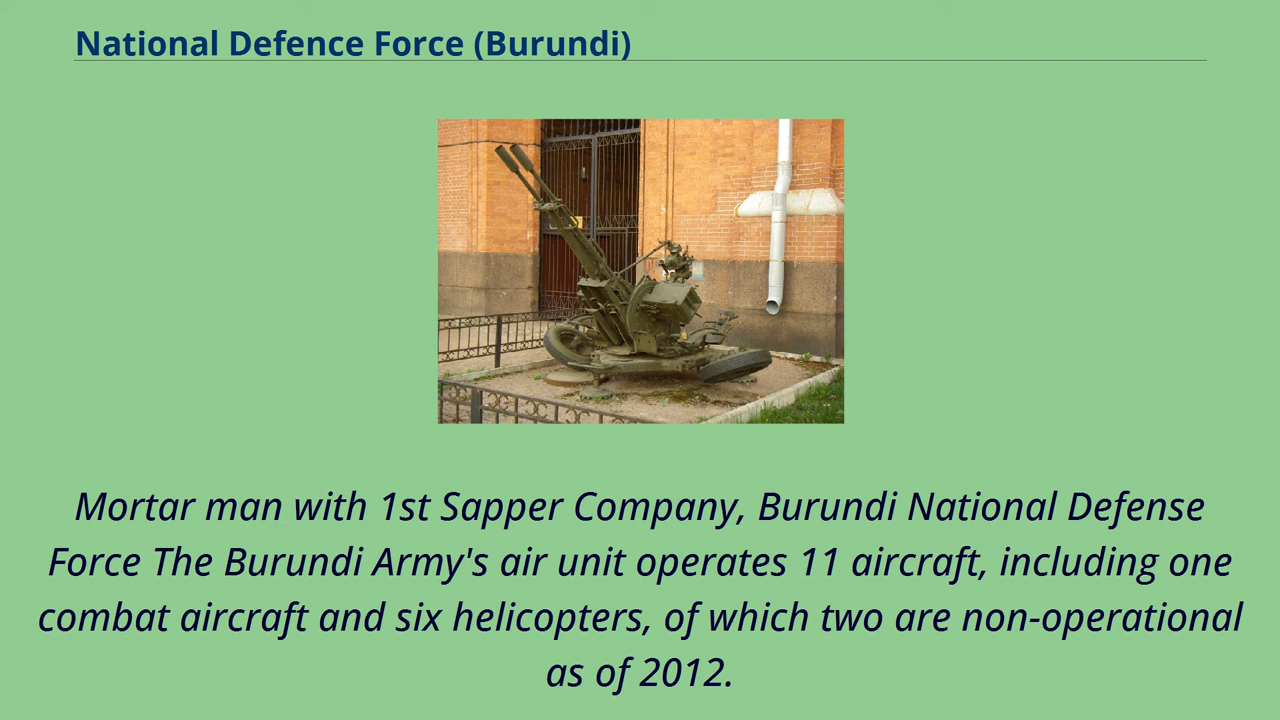 National Defence Force (Burundi)
Mortar man with 1st Sapper Company, Burundi National Defense
Force The Burundi Army's air unit operates 11 aircraft, including one
combat aircraft and six helicopters, of which two are non-operational
as of 2012.